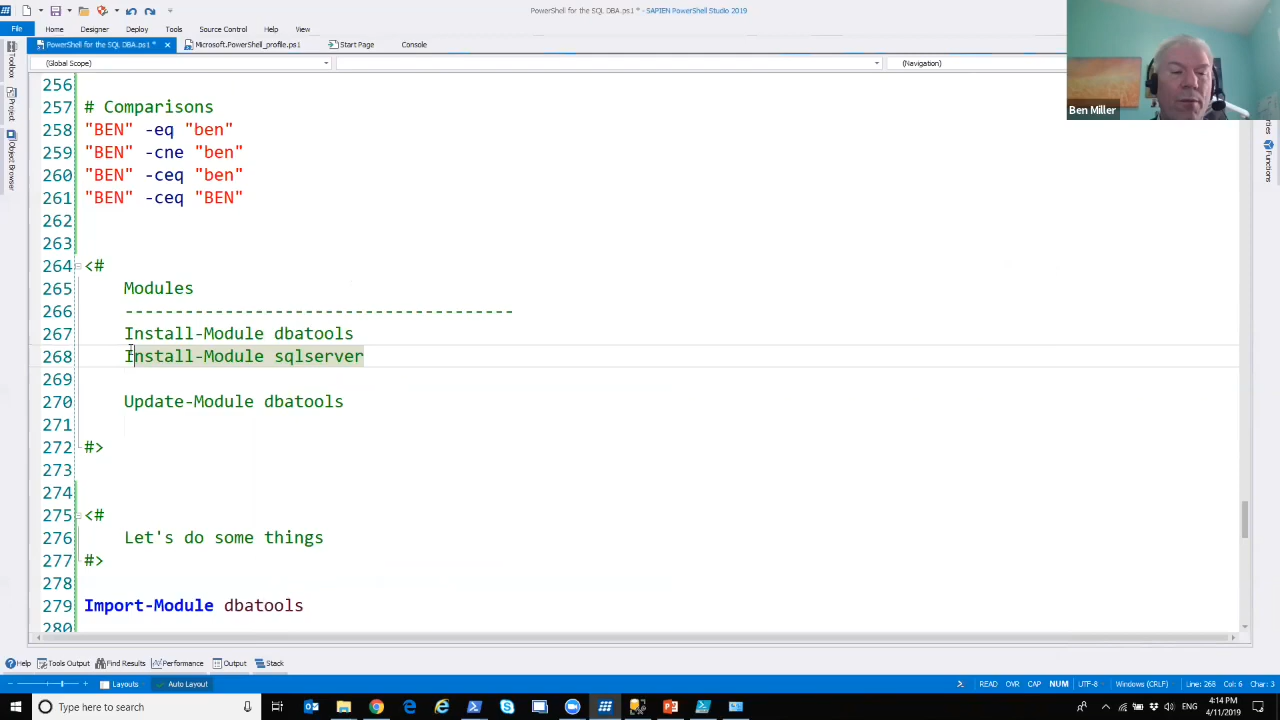 PowerShell for the SQL DBA.ps1 * - SAPIEN PowerShell Studio 2019
File Home Designer Deploy Tools Source Control Help View
PowerShell for the SQL DBA.ps1 * × Microsoft.PowerShell_profile.ps1 Start Page Console
(Global Scope) (Navigation)
Toolbox
Project
Object Browser
Functions
Ben Miller
256
257 # Comparisons
258 "BEN" -eq "ben"
259 "BEN" -cne "ben"
260 "BEN" -ceq "ben"
261 "BEN" -ceq "BEN"
262
263
264 <#
265 Modules
266 ---------------------------------------
267 Install-Module dbatools
268 Install-Module sqlserver
269
270 Update-Module dbatools
271
272 #>
273
274
275 <#
276 Let's do some things
277 #>
278
279 Import-Module dbatools
280
Help Tools Output Find Results Performance Output Stack
Layouts Auto Layout READ OVR CAP NUM UTF-8 Windows (CRLF) Line: 268 Col: 6 Char: 3
Type here to search ENG 4:14 PM
4/11/2019